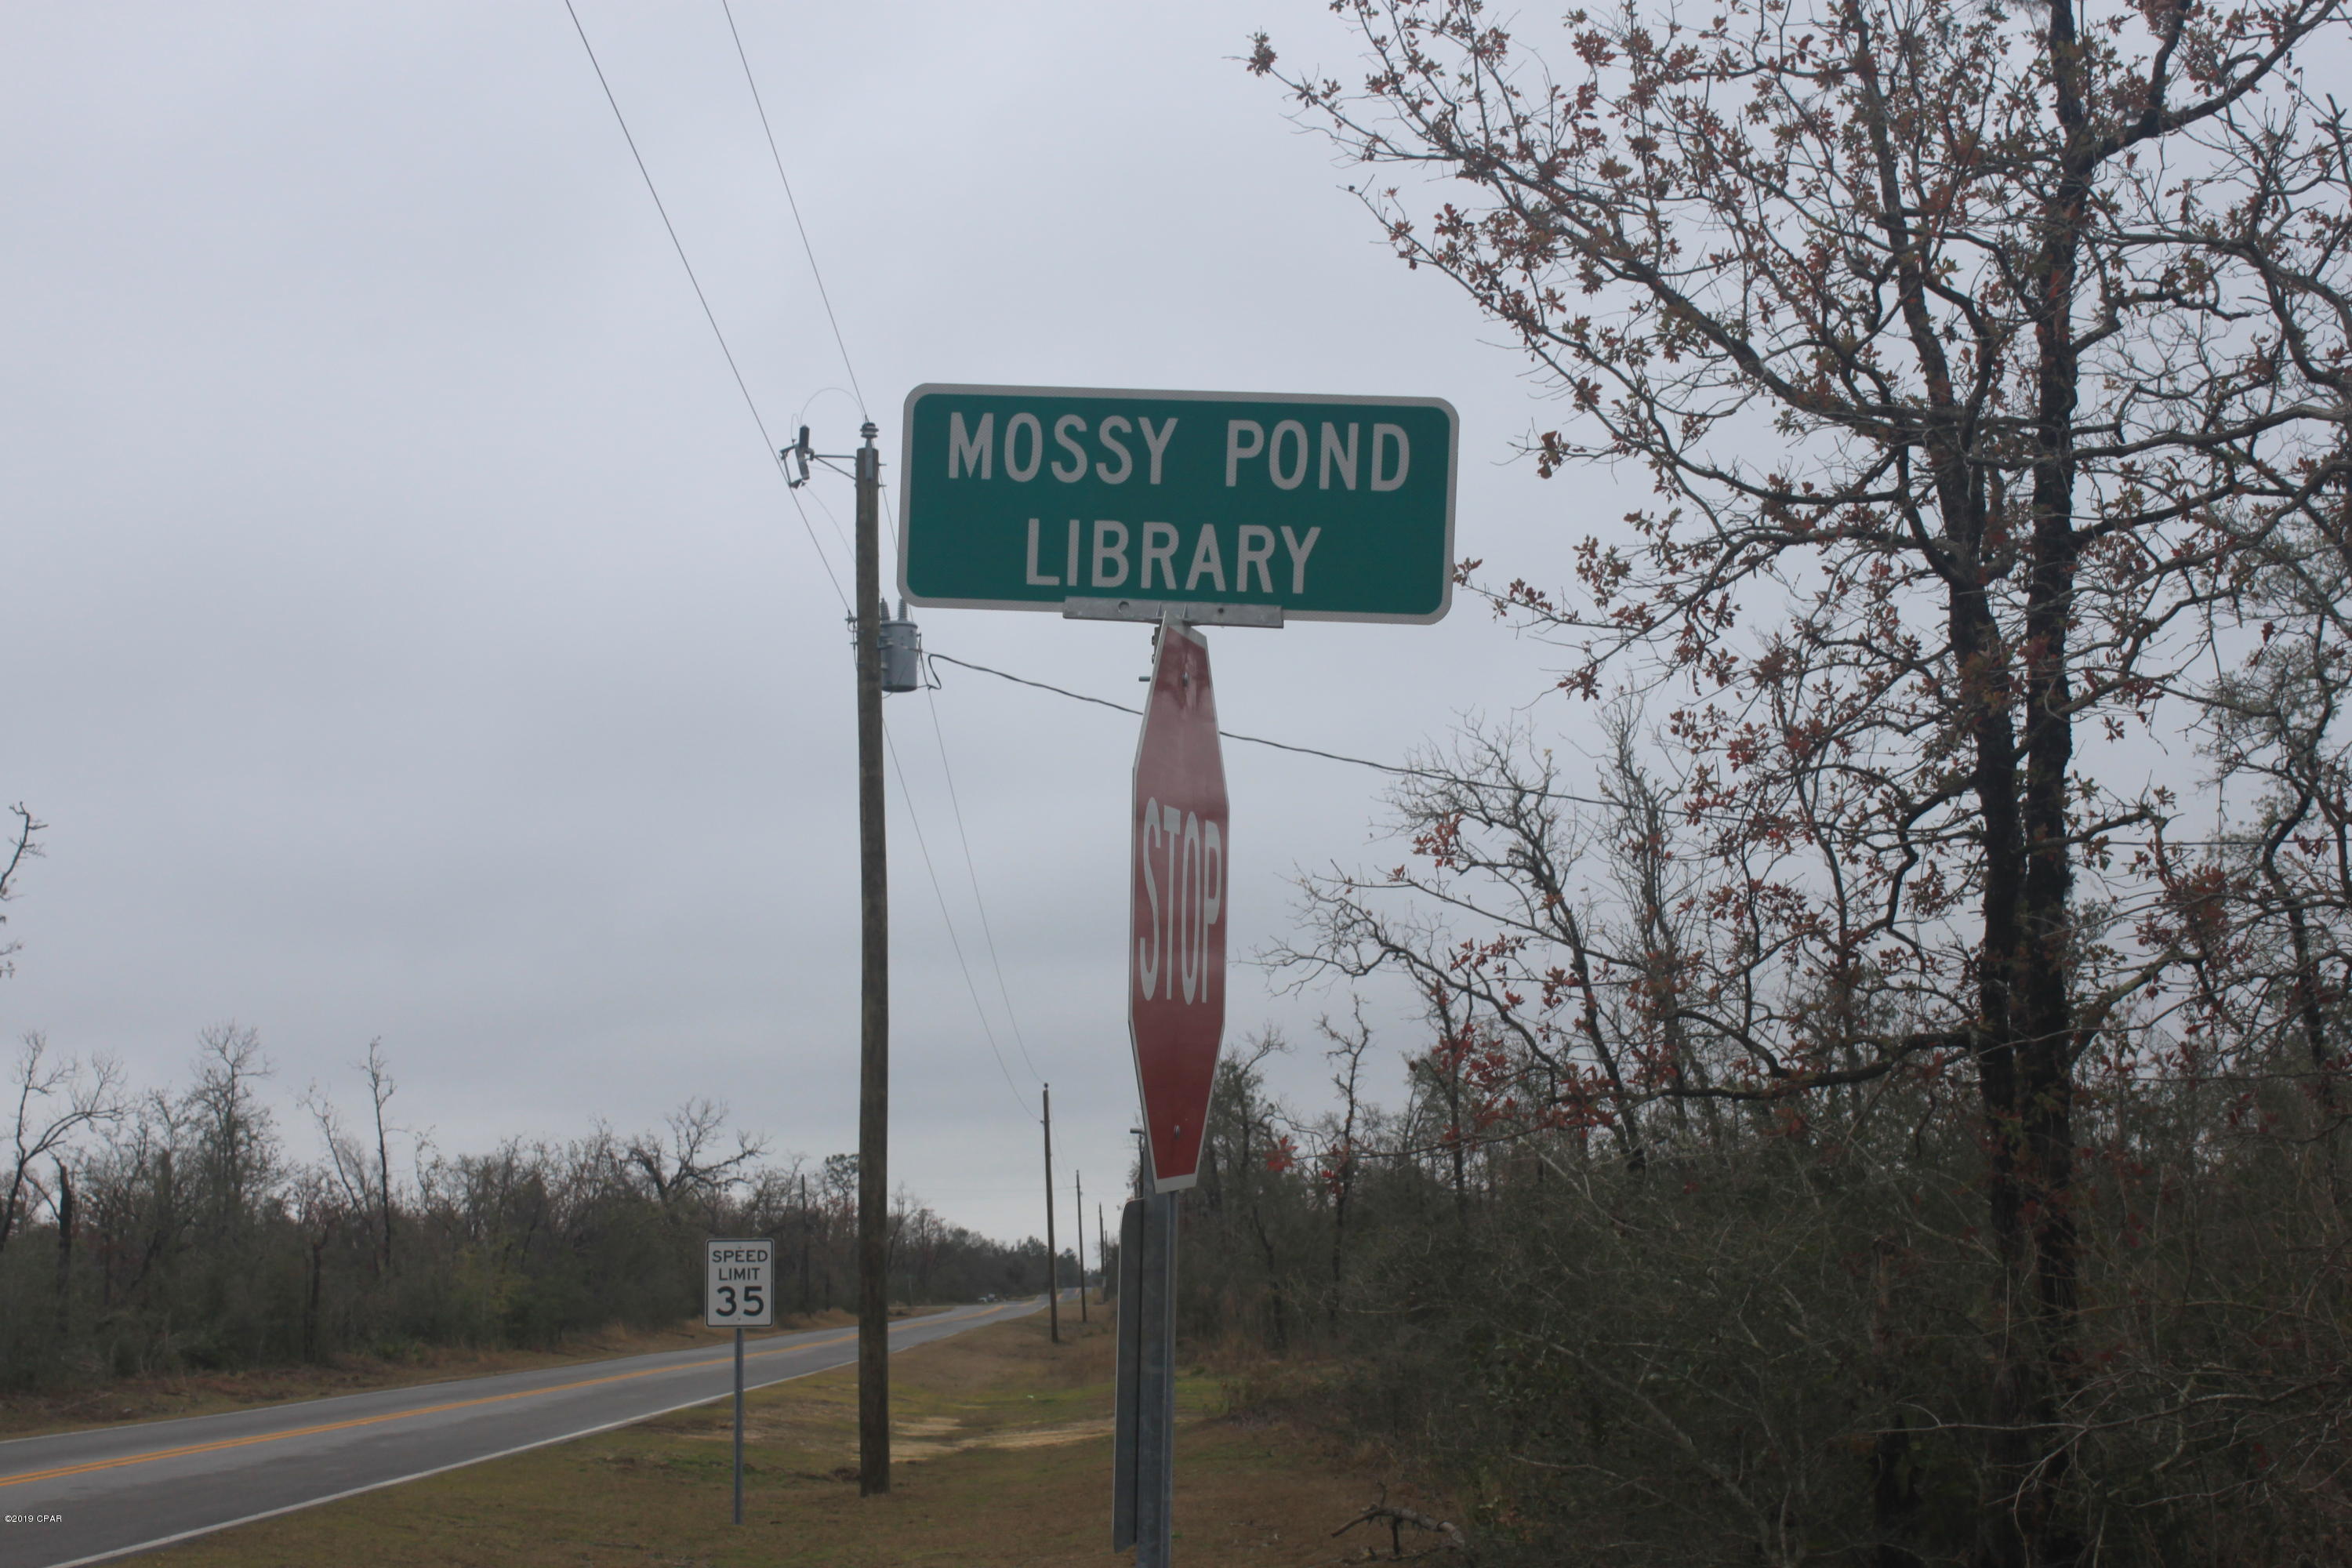 MOSSY POND
LIBRARY
STOP
SPEED
LIMIT
35
©2019 CPAR